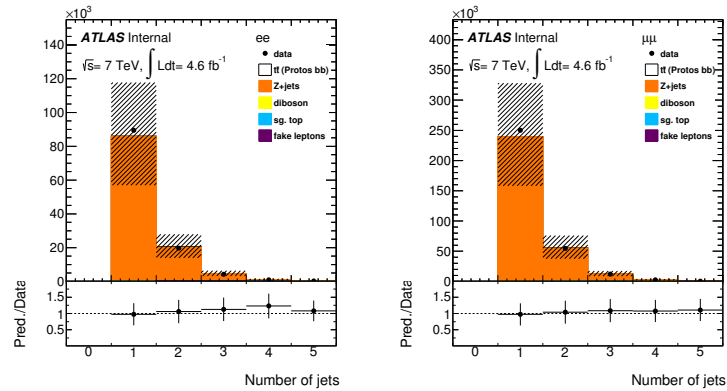 ×10³
ATLAS Internal
ee
√s= 7 TeV, ∫ Ldt= 4.6 fb⁻¹
data
tt̄ (Protos bb)
Z+jets
diboson
sg. top
fake leptons
120
100
80
60
40
20
0
Pred./Data
1.5
1
0.5
0 1 2 3 4 5
Number of jets
×10³
ATLAS Internal
μμ
√s= 7 TeV, ∫ Ldt= 4.6 fb⁻¹
data
tt̄ (Protos bb)
Z+jets
diboson
sg. top
fake leptons
400
350
300
250
200
150
100
50
0
Pred./Data
1.5
1
0.5
0 1 2 3 4 5
Number of jets